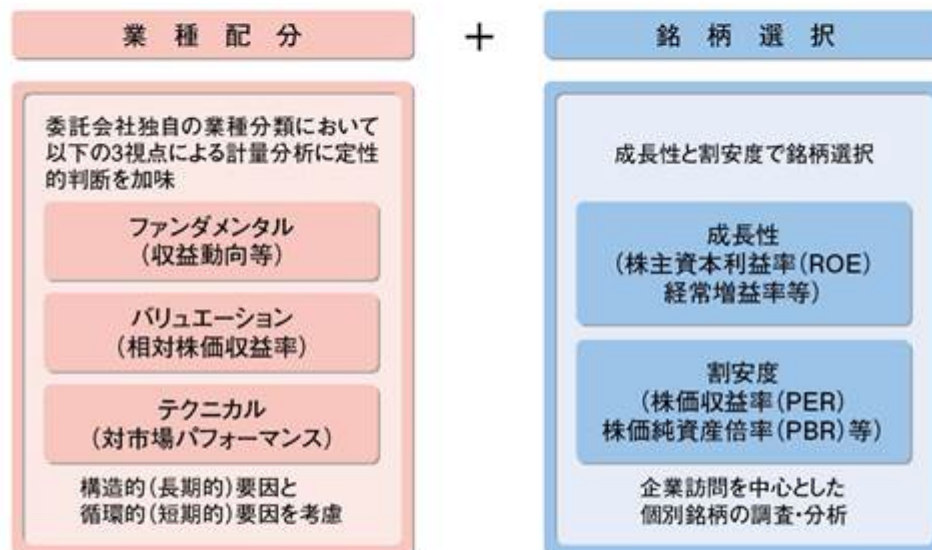 業種配分
+
銘柄選択
委託会社独自の業種分類において
以下の3視点による計量分析に定性
的判断を加味
ファンダメンタル
(収益動向等)
バリュエーション
(相対株価収益率)
テクニカル
(対市場パフォーマンス)
構造的(長期的)要因と
循環的(短期的)要因を考慮
成長性と割安度で銘柄選択
成長性
(株主資本利益率(ROE)
経常増益率等)
割安度
(株価収益率(PER)
株価純資産倍率(PBR)等)
企業訪問を中心とした
個別銘柄の調査・分析